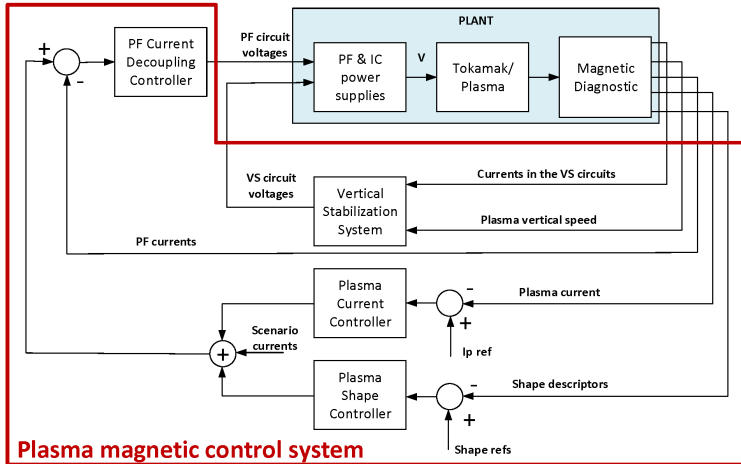 PLANT
+
-
PF Current
Decoupling
Controller
PF circuit
voltages
PF & IC
power
supplies
V
Tokamak/
Plasma
Magnetic
Diagnostic
VS circuit
voltages
Vertical
Stabilization
System
Currents in the VS circuits
Plasma vertical speed
PF currents
Plasma
Current
Controller
-
+
Plasma current
Ip ref
Scenario
currents
+
Plasma
Shape
Controller
-
+
Shape descriptors
Shape refs
Plasma magnetic control system